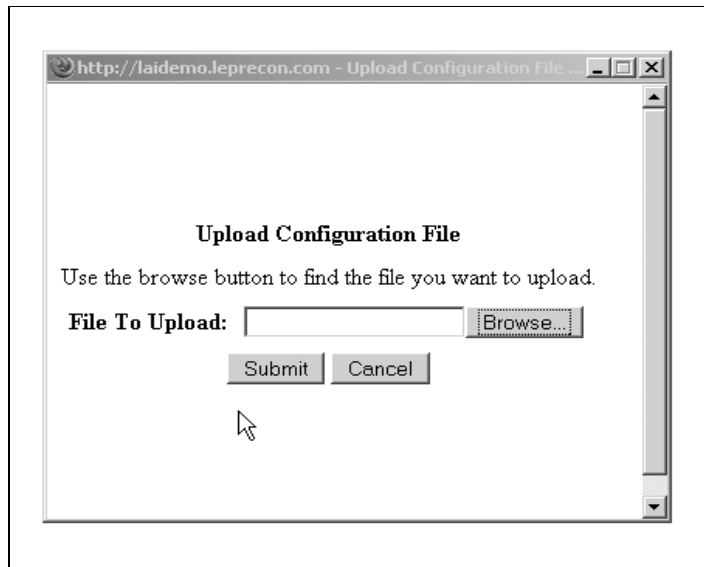 http://laidemo.leprecon.com - Upload Configuration File ...
Upload Configuration File
Use the browse button to find the file you want to upload.
File To Upload: Browse...
Submit Cancel